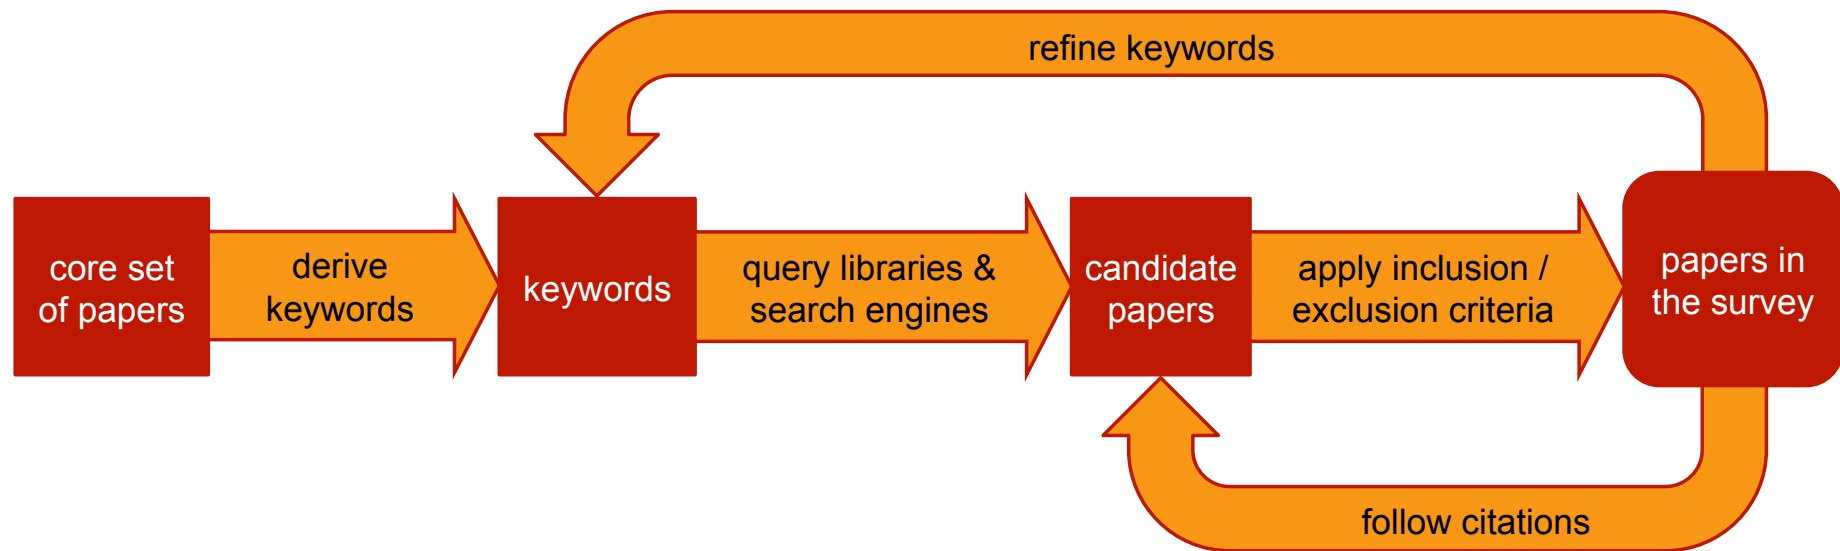 refine keywords
core set
of papers
derive
keywords
keywords
query libraries &
search engines
candidate
papers
apply inclusion /
exclusion criteria
papers in
the survey
follow citations